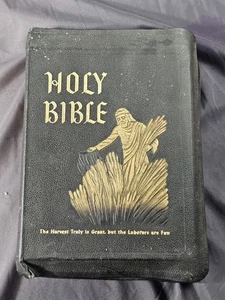 HOLY
BIBLE
The Harvest Truly is Great, but the Laborers are Few